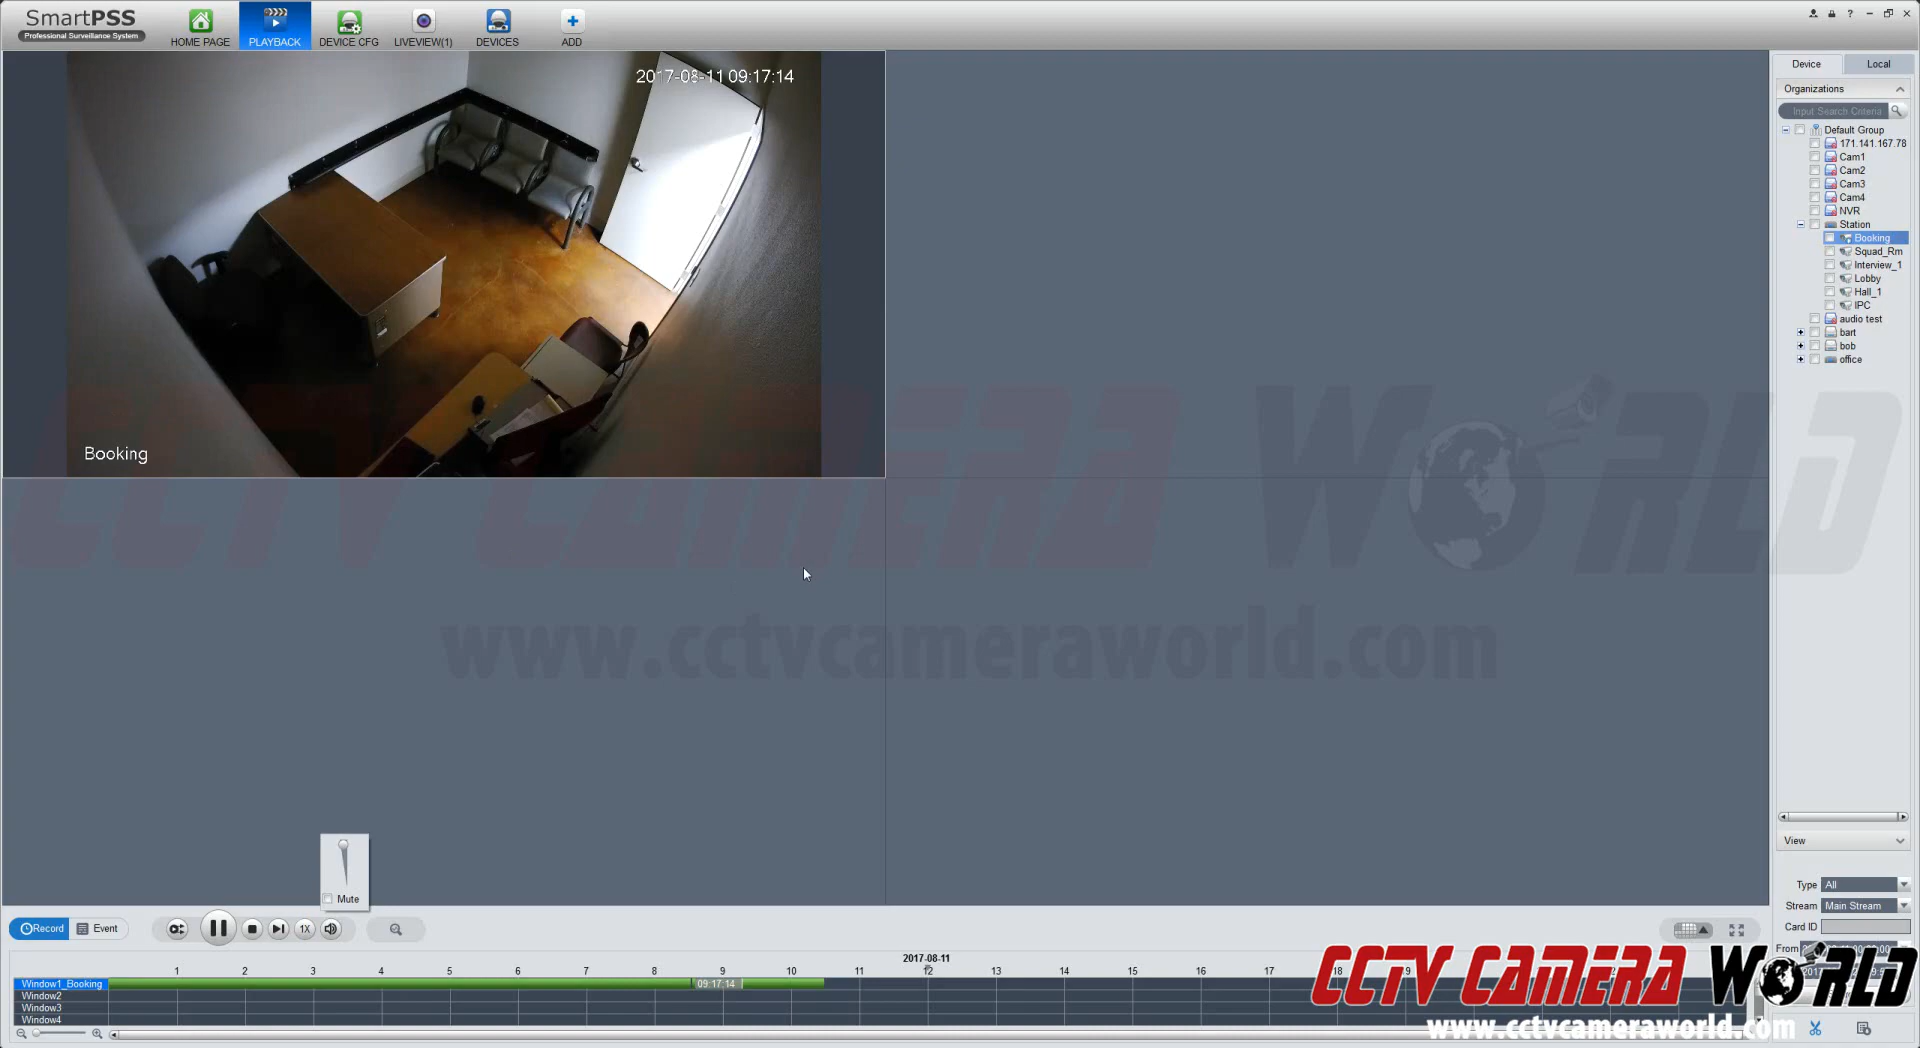 SmartPSS
Professional Surveillance System
HOME PAGE
PLAYBACK
DEVICE CFG
LIVEVIEW(1)
DEVICES
ADD
2017-08-11 09:17:14
Booking
Device
Local
Organizations
Input Search Criteria
Default Group
171.141.167.78
Cam1
Cam2
Cam3
Cam4
NVR
Station
Booking
Squad_Rm
Interview_1
Lobby
Hall_1
IPC
audio test
bart
bob
office
CCTV CAMERA WORLD
www.cctvcameraworld.com
View
Type All
Stream Main Stream
Card ID
From
Mute
Record
Event
1X
2017-08-11
1 2 3 4 5 6 7 8 9 10 11 12 13 14 15 16 17 18
Window1_Booking
09:17:14
Window2
Window3
Window4
CCTV CAMERA WORLD
www.cctvcameraworld.com